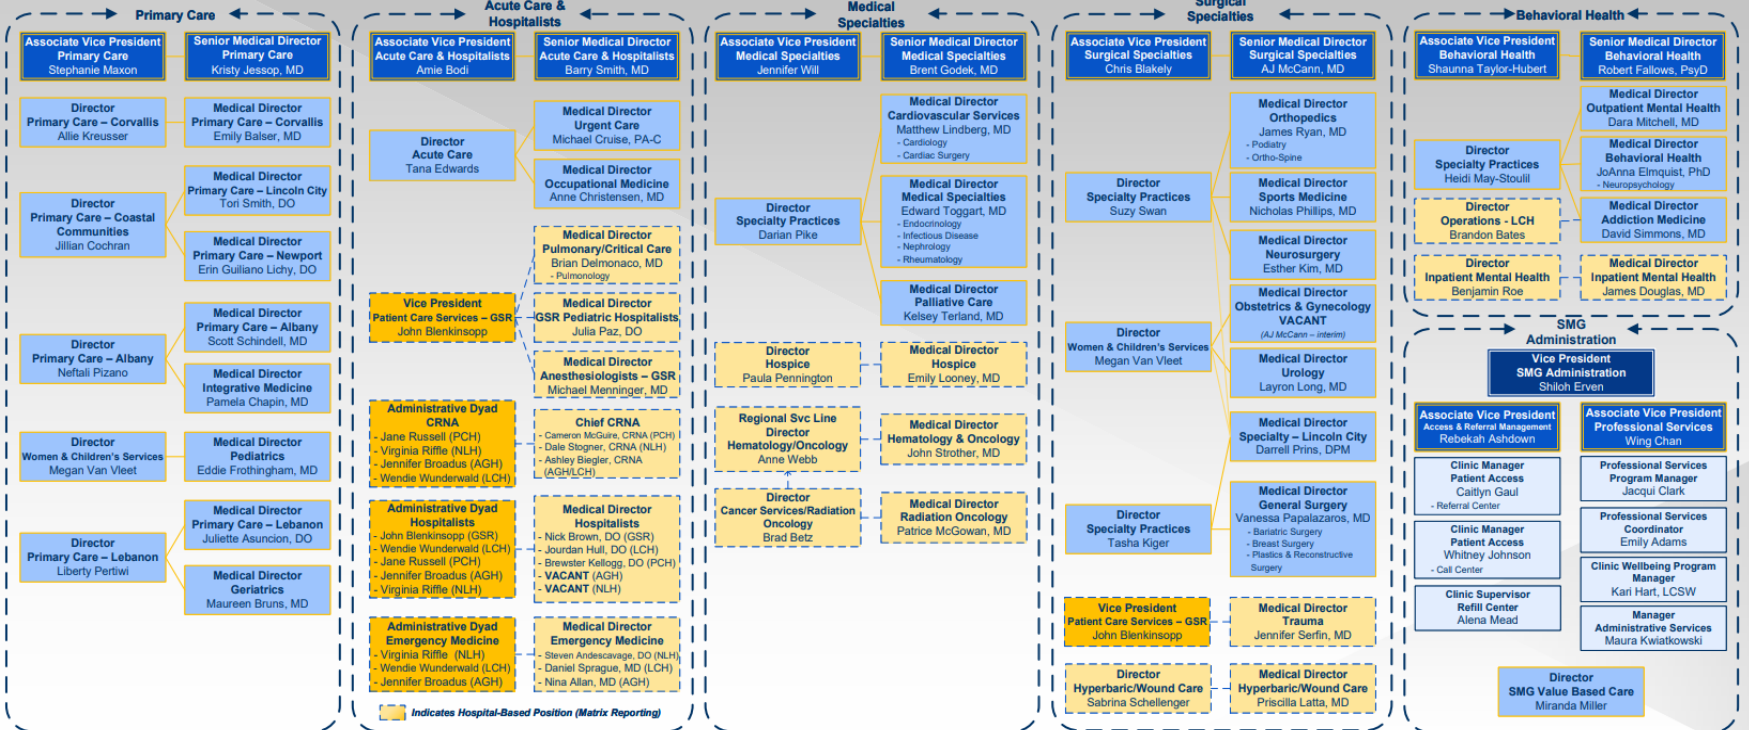 Primary Care
Associate Vice President
Primary Care
Stephanie Maxon
Senior Medical Director
Primary Care
Kristy Jessop, MD
Director
Primary Care – Corvallis
Allie Kreusser
Medical Director
Primary Care – Corvallis
Emily Balser, MD
Director
Primary Care – Coastal
Communities
Jillian Cochran
Medical Director
Primary Care – Lincoln City
Tori Smith, DO
Medical Director
Primary Care – Newport
Erin Guiliano Lichy, DO
Director
Primary Care – Albany
Neftali Pizano
Medical Director
Primary Care – Albany
Scott Schindell, MD
Medical Director
Integrative Medicine
Pamela Chapin, MD
Director
Women & Children's Services
Megan Van Vleet
Medical Director
Pediatrics
Eddie Frothingham, MD
Director
Primary Care – Lebanon
Liberty Pertiwi
Medical Director
Primary Care – Lebanon
Juliette Asuncion, DO
Medical Director
Geriatrics
Maureen Bruns, MD
Acute Care &
Hospitalists
Associate Vice President
Acute Care & Hospitalists
Amie Bodi
Senior Medical Director
Acute Care & Hospitalists
Barry Smith, MD
Director
Acute Care
Tana Edwards
Medical Director
Urgent Care
Michael Cruise, PA-C
Medical Director
Occupational Medicine
Anne Christensen, MD
Vice President
Patient Care Services – GSR
John Blenkinsopp
Medical Director
Pulmonary/Critical Care
Brian Delmonaco, MD
- Pulmonology
Medical Director
GSR Pediatric Hospitalists
Julia Paz, DO
Medical Director
Anesthesiologists – GSR
Michael Menninger, MD
Administrative Dyad
CRNA
- Jane Russell (PCH)
- Virginia Riffle (NLH)
- Jennifer Broadus (AGH)
- Wendie Wunderwald (LCH)
Chief CRNA
- Cameron McGuire, CRNA (PCH)
- Dale Stogner, CRNA (NLH)
- Ashley Biegler, CRNA
(AGH/LCH)
Administrative Dyad
Hospitalists
- John Blenkinsopp (GSR)
- Wendie Wunderwald (LCH)
- Jane Russell (PCH)
- Jennifer Broadus (AGH)
- Virginia Riffle (NLH)
Medical Director
Hospitalists
- Nick Brown, DO (GSR)
- Jourdan Hull, DO (LCH)
- Brewster Kellogg, DO (PCH)
- VACANT (AGH)
- VACANT (NLH)
Administrative Dyad
Emergency Medicine
- Virginia Riffle (NLH)
- Wendie Wunderwald (LCH)
- Jennifer Broadus (AGH)
Medical Director
Emergency Medicine
- Steven Andescavage, DO (NLH)
- Daniel Sprague, MD (LCH)
- Nina Allan, MD (AGH)
Indicates Hospital-Based Position (Matrix Reporting)
Medical
Specialties
Associate Vice President
Medical Specialties
Jennifer Will
Senior Medical Director
Medical Specialties
Brent Godek, MD
Director
Specialty Practices
Darian Pike
Medical Director
Cardiovascular Services
Matthew Lindberg, MD
- Cardiology
- Cardiac Surgery
Medical Director
Medical Specialties
Edward Toggart, MD
- Endocrinology
- Infectious Disease
- Nephrology
- Rheumatology
Medical Director
Palliative Care
Kelsey Terland, MD
Director
Hospice
Paula Pennington
Medical Director
Hospice
Emily Looney, MD
Regional Svc Line
Director
Hematology/Oncology
Anne Webb
Medical Director
Hematology & Oncology
John Strother, MD
Director
Cancer Services/Radiation
Oncology
Brad Betz
Medical Director
Radiation Oncology
Patrice McGowan, MD
Surgical
Specialties
Associate Vice President
Surgical Specialties
Chris Blakely
Senior Medical Director
Surgical Specialties
AJ McCann, MD
Director
Specialty Practices
Suzy Swan
Medical Director
Orthopedics
James Ryan, MD
- Podiatry
- Ortho-Spine
Medical Director
Sports Medicine
Nicholas Phillips, MD
Medical Director
Neurosurgery
Esther Kim, MD
Director
Women & Children's Services
Megan Van Vleet
Medical Director
Obstetrics & Gynecology
VACANT
(AJ McCann – interim)
Medical Director
Urology
Layron Long, MD
Medical Director
Specialty – Lincoln City
Darrell Prins, DPM
Director
Specialty Practices
Tasha Kiger
Medical Director
General Surgery
Vanessa Papalazaros, MD
- Bariatric Surgery
- Breast Surgery
- Plastics & Reconstructive
Surgery
Vice President
Patient Care Services – GSR
John Blenkinsopp
Medical Director
Trauma
Jennifer Serfin, MD
Director
Hyperbaric/Wound Care
Sabrina Schellenger
Medical Director
Hyperbaric/Wound Care
Priscilla Latta, MD
Behavioral Health
Associate Vice President
Behavioral Health
Shaunna Taylor-Hubert
Senior Medical Director
Behavioral Health
Robert Fallows, PsyD
Director
Specialty Practices
Heidi May-Stoulil
Medical Director
Outpatient Mental Health
Dara Mitchell, MD
Medical Director
Behavioral Health
JoAnna Elmquist, PhD
- Neuropsychology
Director
Operations - LCH
Brandon Bates
Medical Director
Addiction Medicine
David Simmons, MD
Director
Inpatient Mental Health
Benjamin Roe
Medical Director
Inpatient Mental Health
James Douglas, MD
SMG
Administration
Vice President
SMG Administration
Shiloh Erven
Associate Vice President
Access & Referral Management
Rebekah Ashdown
Associate Vice President
Professional Services
Wing Chan
Clinic Manager
Patient Access
Caitlyn Gaul
- Referral Center
Professional Services
Program Manager
Jacqui Clark
Clinic Manager
Patient Access
Whitney Johnson
- Call Center
Professional Services
Coordinator
Emily Adams
Clinic Wellbeing Program
Manager
Kari Hart, LCSW
Clinic Supervisor
Refill Center
Alena Mead
Manager
Administrative Services
Maura Kwiatkowski
Director
SMG Value Based Care
Miranda Miller